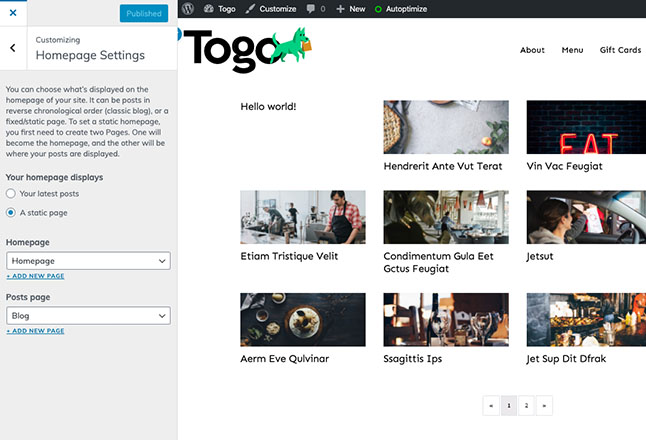 Published
Customizing
Homepage Settings
You can choose what's displayed on the
homepage of your site. It can be posts in
reverse chronological order (classic blog), or a
fixed/static page. To set a static homepage,
you first need to create two Pages. One will
become the homepage, and the other will be
where your posts are displayed.
Your homepage displays
Your latest posts
A static page
Homepage
Homepage
+ ADD NEW PAGE
Posts page
Blog
+ ADD NEW PAGE
Togo Customize 0 + New Autoptimize
Togo
About Menu Gift Cards
Hello world!
EAT
Hendrerit Ante Vut Terat
Vin Vac Feugiat
Etiam Tristique Velit
Condimentum Gula Eet
Gctus Feugiat
Jetsut
Aerm Eve Qulvinar
Ssagittis Ips
Jet Sup Dit Dfrak
« 1 2 »